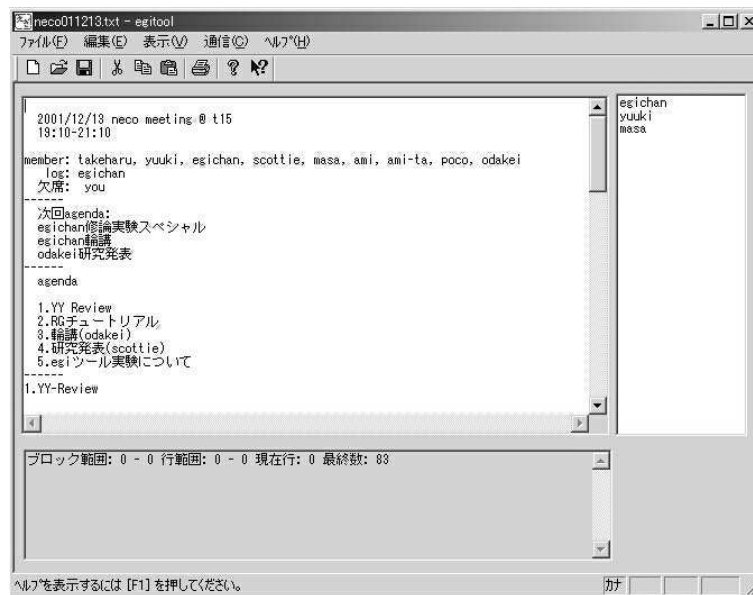 neco011213.txt - egitool
ファイル(F) 編集(E) 表示(V) 通信(C) ヘルプ(H)
2001/12/13 neco meeting @ t15
19:10-21:10
member: takeharu, yuuki, egichan, scottie, masa, ami, ami-ta, poco, odakei
log: egichan
欠席: you
------
次回agenda:
egichan修論実験スペシャル
egichan輪講
odakei研究発表
------
agenda
1.YY Review
2.RGチュートリアル
3.輪講(odakei)
4.研究発表(scottie)
5.egiツール実験について
------
1.YY-Review
egichan
yuuki
masa
ブロック範囲: 0 - 0 行範囲: 0 - 0 現在行: 0 最終数: 83
ヘルプを表示するには [F1] を押してください。
カナ